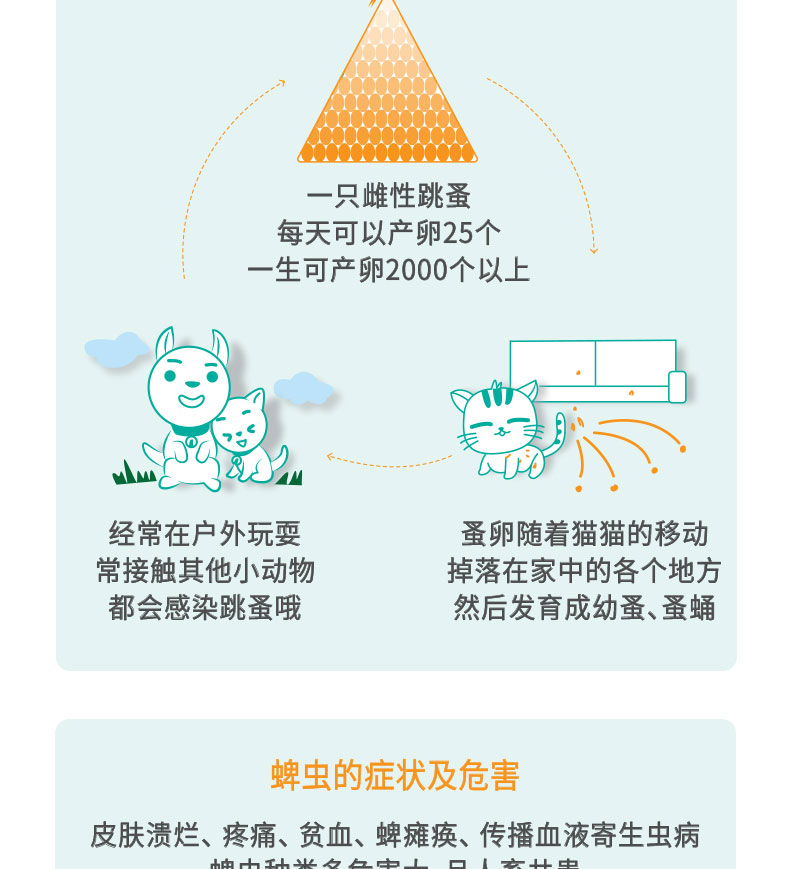 一只雌性跳蚤
每天可以产卵25个
一生可产卵2000个以上
经常在户外玩耍
常接触其他小动物
都会感染跳蚤哦
蚤卵随着猫猫的移动
掉落在家中的各个地方
然后发育成幼蚤、蚤蛹
蜱虫的症状及危害
皮肤溃烂、疼痛、贫血、蜱瘫痪、传播血液寄生虫病